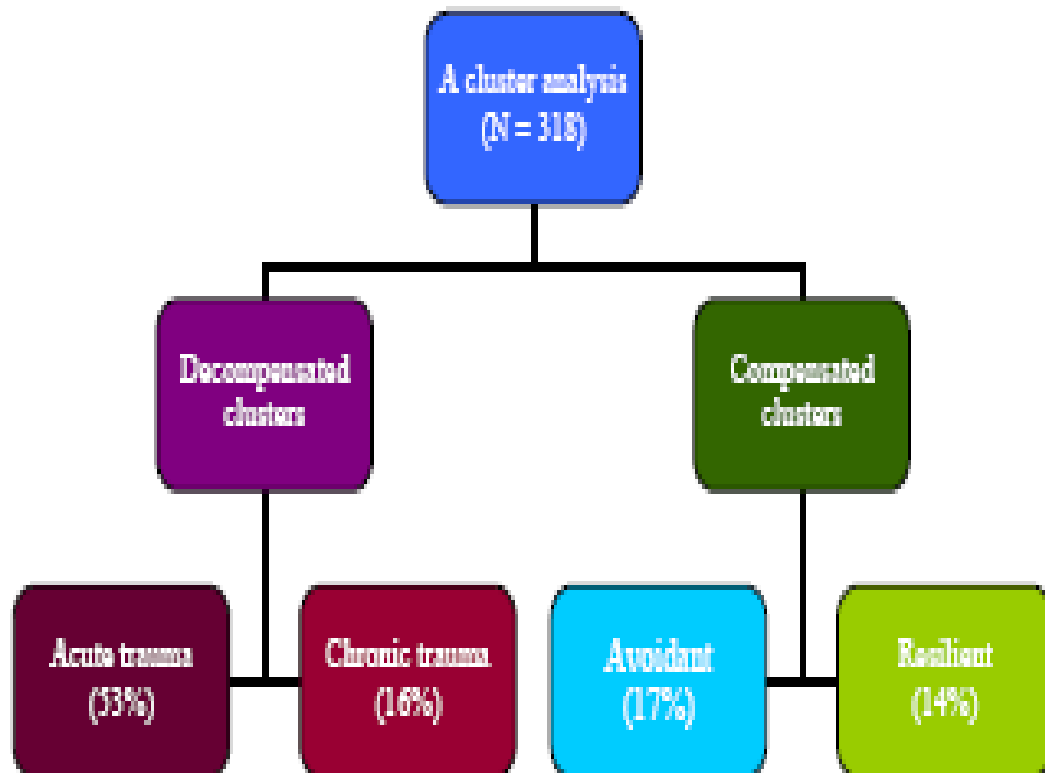 A cluster analysis
(N = 318)
Decompensated
clusters
Compensated
clusters
Acute trauma
(53%)
Chronic trauma
(16%)
Avoidant
(17%)
Resilient
(14%)